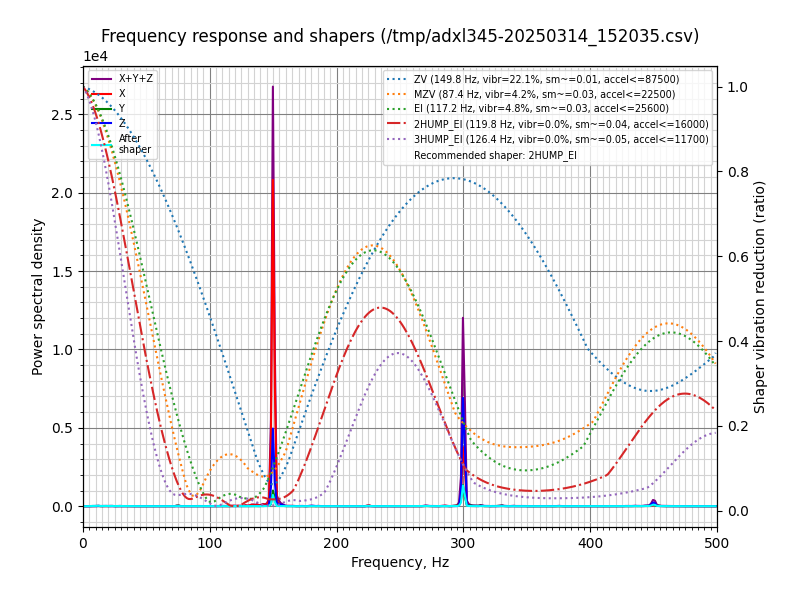 Frequency response and shapers (/tmp/adxl345-20250314_152035.csv)
1e4
X+Y+Z
X
Y
Z
After
shaper
ZV (149.8 Hz, vibr=22.1%, sm~=0.01, accel<=87500)
MZV (87.4 Hz, vibr=4.2%, sm~=0.03, accel<=22500)
EI (117.2 Hz, vibr=4.8%, sm~=0.03, accel<=25600)
2HUMP_EI (119.8 Hz, vibr=0.0%, sm~=0.04, accel<=16000)
3HUMP_EI (126.4 Hz, vibr=0.0%, sm~=0.05, accel<=11700)
Recommended shaper: 2HUMP_EI
Power spectral density
2.5
2.0
1.5
1.0
0.5
0.0
1.0
0.8
0.6
0.4
0.2
0.0
Shaper vibration reduction (ratio)
0 100 200 300 400 500
Frequency, Hz